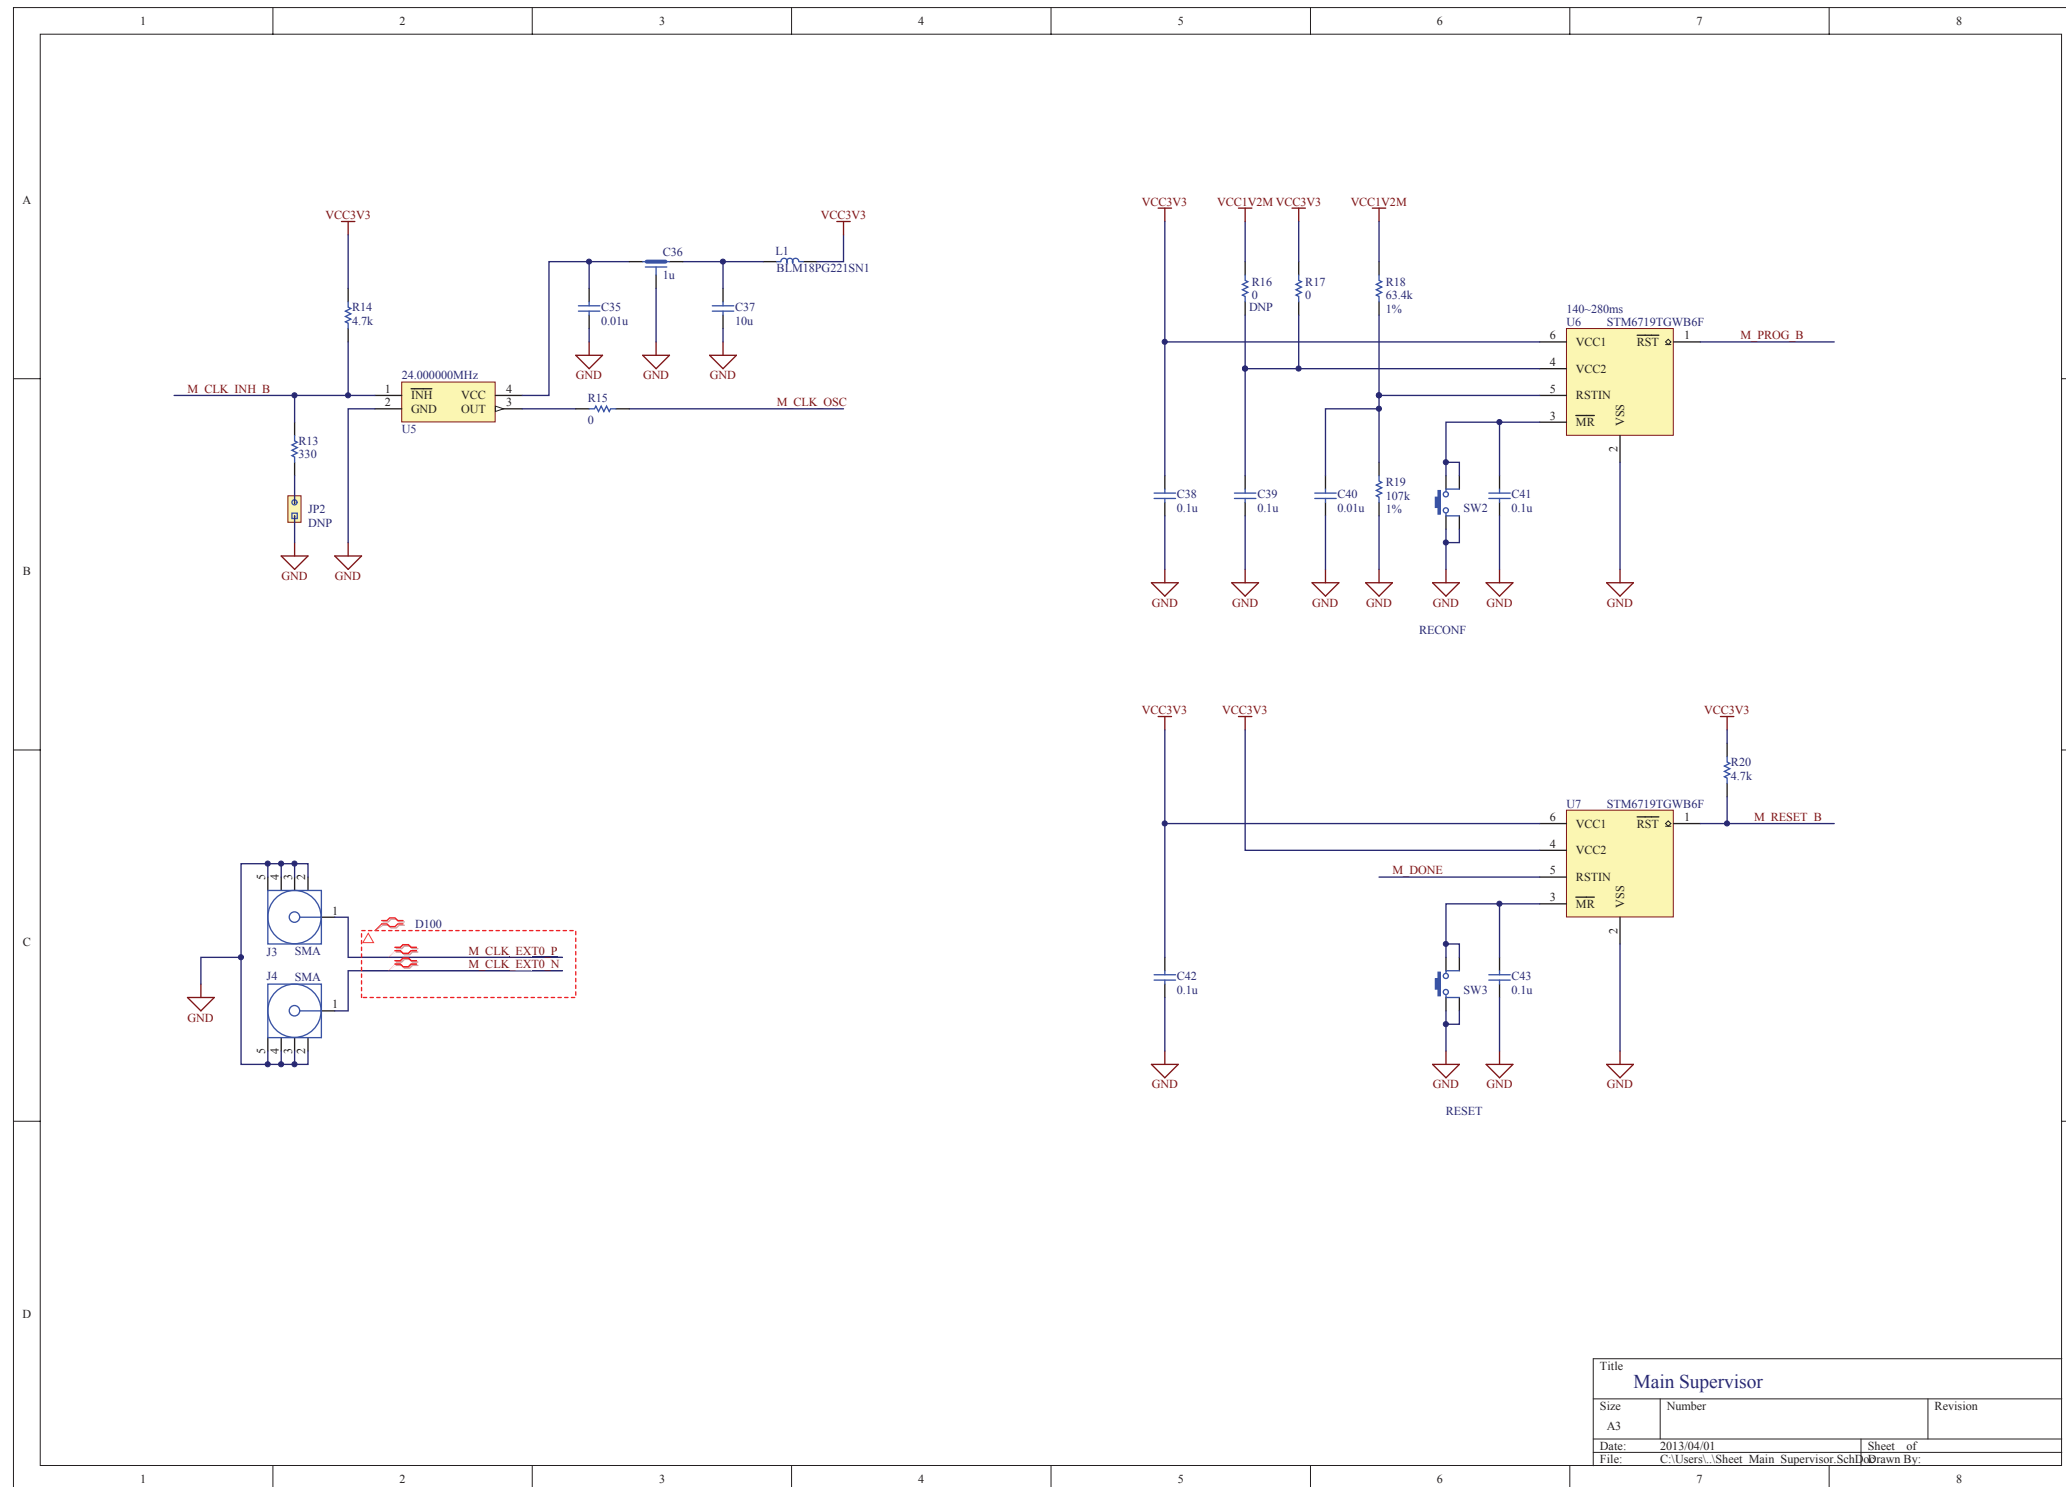 1 2 3 4 5 6 7 8
A
B
C
D
VCC3V3
R14
4.7k
M_CLK_INH_B
R13
330
JP2
DNP
GND
GND
24.000000MHz
1 INH VCC 4
2 GND OUT 3
U5
C35
0.01u
GND
C36
1u
GND
C37
10u
GND
L1
BLM18PG221SN1
VCC3V3
R15
0
M_CLK_OSC
VCC3V3
VCC1V2M
VCC3V3
VCC1V2M
R16
0
DNP
R17
0
R18
63.4k
1%
140~280ms
U6 STM6719TGWB6F
6 VCC1 RST 1
4 VCC2
5 RSTIN
3 MR VSS
2
M_PROG_B
C38
0.1u
C39
0.1u
C40
0.01u
R19
107k
1%
SW2
C41
0.1u
GND
GND
GND
GND
GND
GND
GND
RECONF
VCC3V3
VCC3V3
VCC3V3
R20
4.7k
U7 STM6719TGWB6F
6 VCC1 RST 1
4 VCC2
5 RSTIN
3 MR VSS
2
M_RESET_B
M_DONE
C42
0.1u
SW3
C43
0.1u
GND
GND
GND
GND
RESET
5 4 3 2
1
J3 SMA
J4 SMA
1
5 4 3 2
GND
D100
M_CLK_EXT0_P
M_CLK_EXT0_N
Title
Main Supervisor
Size
A3
Number
Revision
Date: 2013/04/01 Sheet of
File: C:\Users\..\Sheet_Main_Supervisor.SchDoc
Drawn By:
1 2 3 4 5 6 7 8